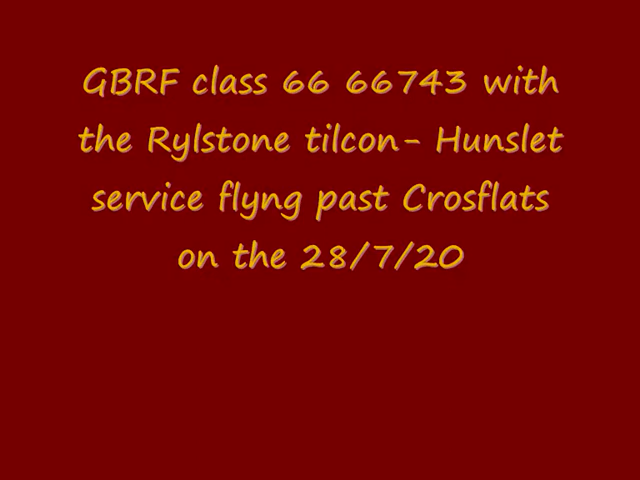 GBRF class 66 66743 with
the Rylstone tilcon- Hunslet
service flyng past Crosflats
on the 28/7/20